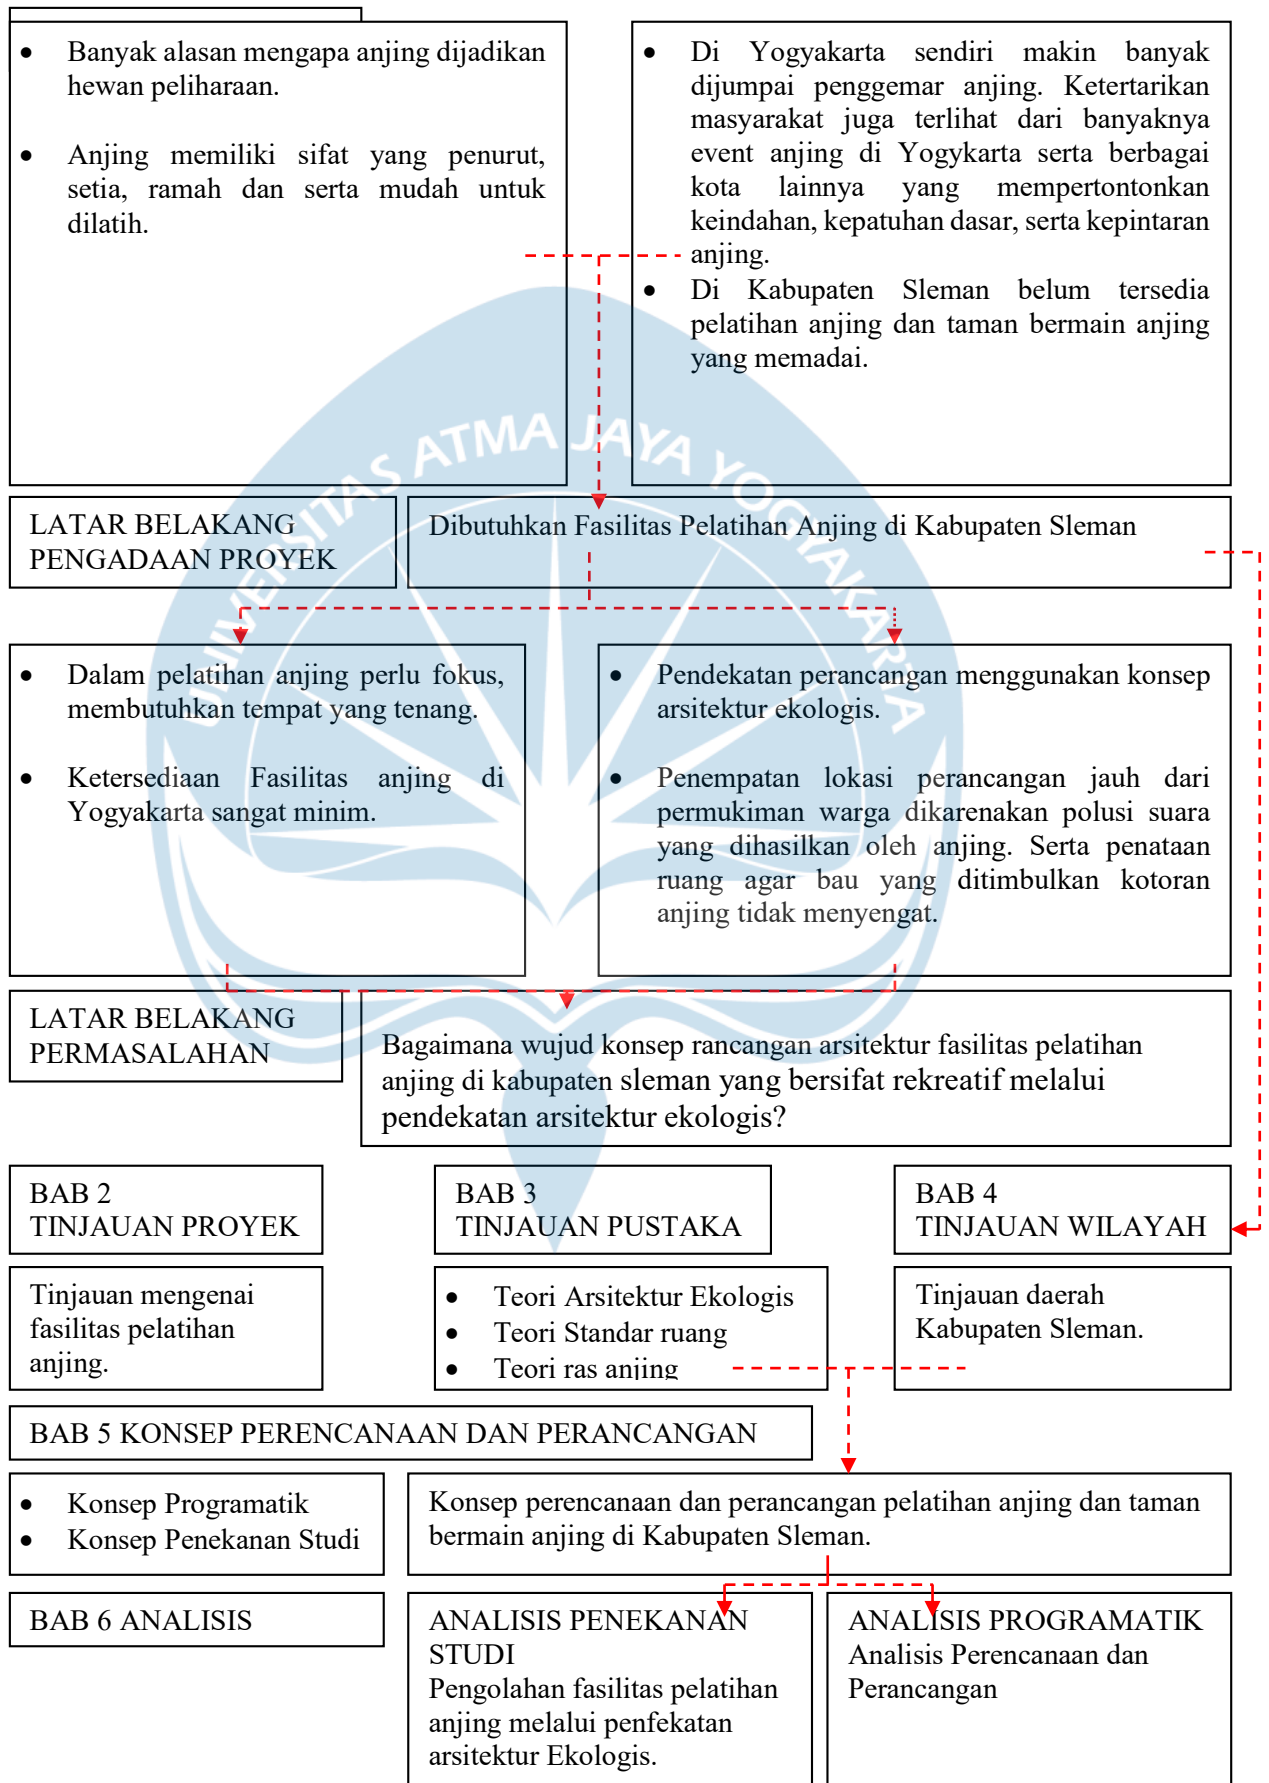 • Banyak alasan mengapa anjing dijadikan
hewan peliharaan.
• Anjing memiliki sifat yang penurut,
setia, ramah dan serta mudah untuk
dilatih.
• Di Yogyakarta sendiri makin banyak
dijumpai penggemar anjing. Ketertarikan
masyarakat juga terlihat dari banyaknya
event anjing di Yogykarta serta berbagai
kota lainnya yang mempertontonkan
keindahan, kepatuhan dasar, serta kepintaran
anjing.
• Di Kabupaten Sleman belum tersedia
pelatihan anjing dan taman bermain anjing
yang memadai.
UNIVERSITAS ATMA JAYA YOGYAKARTA
LATAR BELAKANG
PENGADAAN PROYEK
Dibutuhkan Fasilitas Pelatihan Anjing di Kabupaten Sleman
• Dalam pelatihan anjing perlu fokus,
membutuhkan tempat yang tenang.
• Ketersediaan Fasilitas anjing di
Yogyakarta sangat minim.
• Pendekatan perancangan menggunakan konsep
arsitektur ekologis.
• Penempatan lokasi perancangan jauh dari
permukiman warga dikarenakan polusi suara
yang dihasilkan oleh anjing. Serta penataan
ruang agar bau yang ditimbulkan kotoran
anjing tidak menyengat.
LATAR BELAKANG
PERMASALAHAN
Bagaimana wujud konsep rancangan arsitektur fasilitas pelatihan
anjing di kabupaten sleman yang bersifat rekreatif melalui
pendekatan arsitektur ekologis?
BAB 2
TINJAUAN PROYEK
BAB 3
TINJAUAN PUSTAKA
BAB 4
TINJAUAN WILAYAH
Tinjauan mengenai
fasilitas pelatihan
anjing.
• Teori Arsitektur Ekologis
• Teori Standar ruang
• Teori ras anjing
Tinjauan daerah
Kabupaten Sleman.
BAB 5 KONSEP PERENCANAAN DAN PERANCANGAN
• Konsep Programatik
• Konsep Penekanan Studi
Konsep perencanaan dan perancangan pelatihan anjing dan taman
bermain anjing di Kabupaten Sleman.
BAB 6 ANALISIS
ANALISIS PENEKANAN
STUDI
Pengolahan fasilitas pelatihan
anjing melalui penfekatan
arsitektur Ekologis.
ANALISIS PROGRAMATIK
Analisis Perencanaan dan
Perancangan